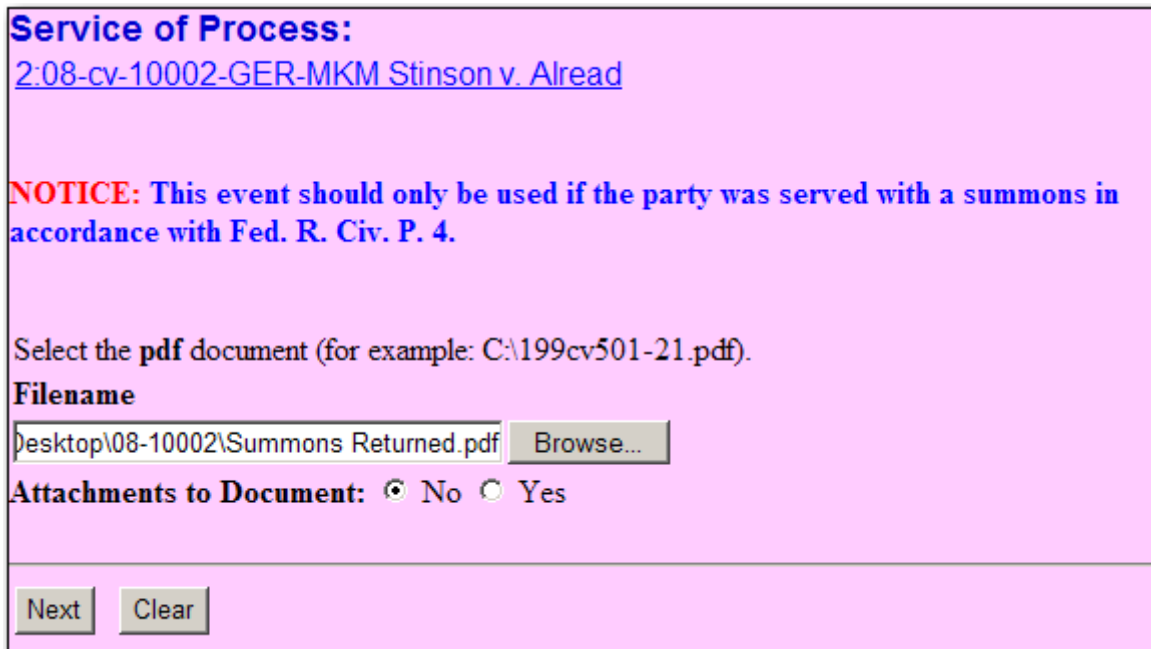 Service of Process:
2:08-cv-10002-GER-MKM Stinson v. Alread
NOTICE: This event should only be used if the party was served with a summons in
accordance with Fed. R. Civ. P. 4.
Select the pdf document (for example: C:\199cv501-21.pdf).
Filename
Desktop\08-10002\Summons Returned.pdf Browse...
Attachments to Document: No Yes
Next Clear